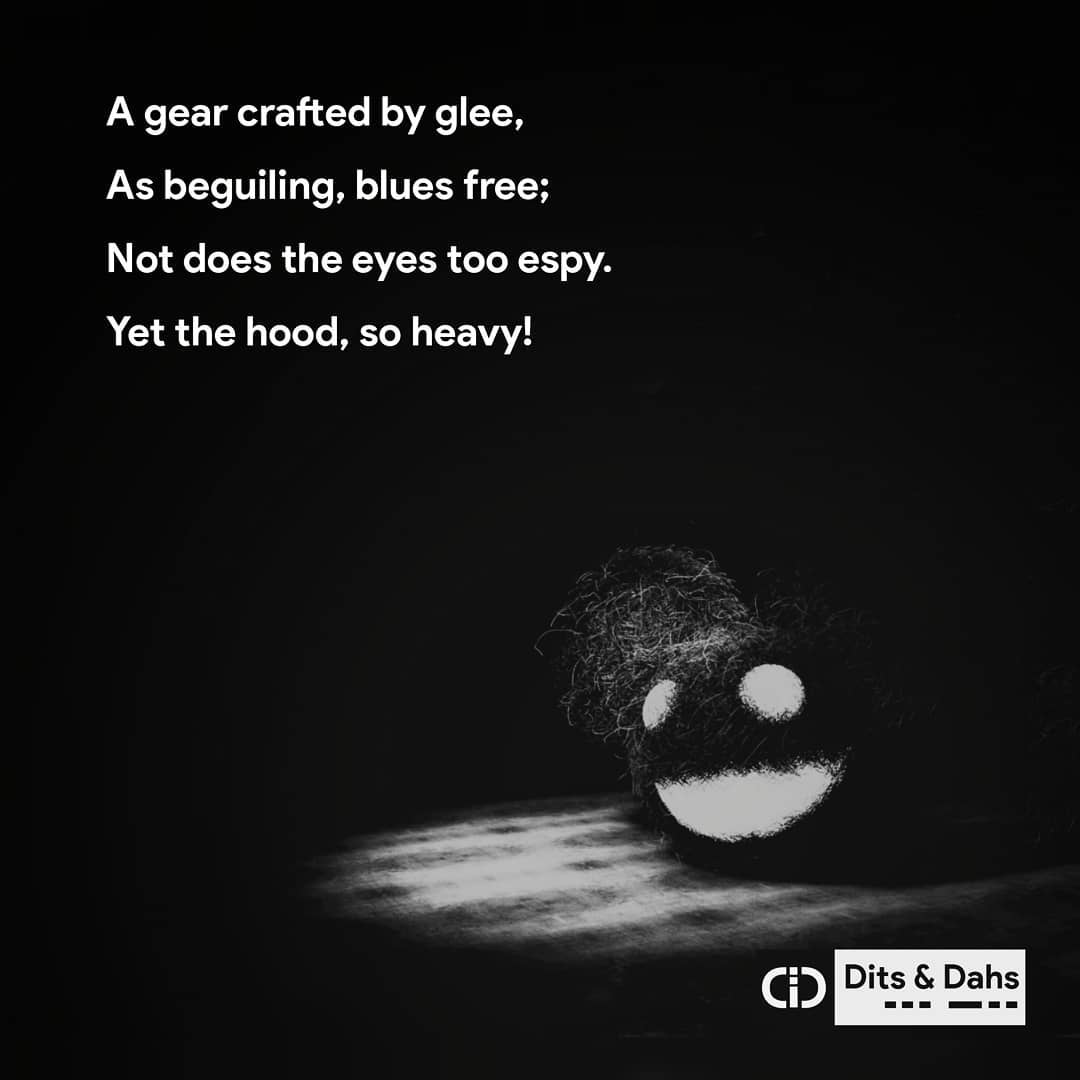 A gear crafted by glee,
As beguiling, blues free;
Not does the eyes too espy.
Yet the hood, so heavy!
Dits & Dahs